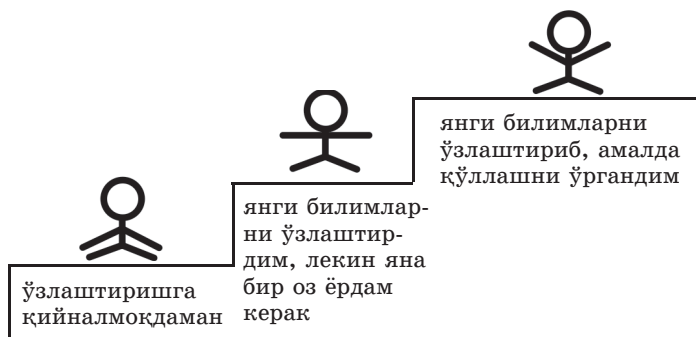 ўзлаштиришга
қийналмоқдаман
янги билимлар-
ни ўзлаштир-
дим, лекин яна
бир оз ёрдам
керак
янги билимларни
ўзлаштириб, амалда
қўллашни ўргандим